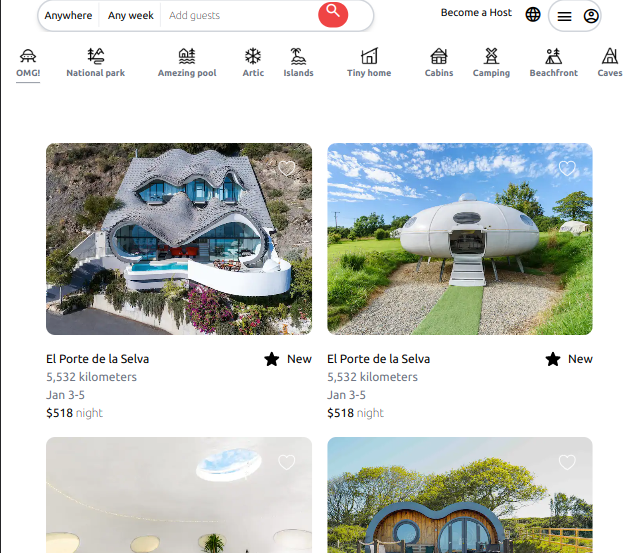 Anywhere Any week Add guests Become a Host
OMG! National park Amezing pool Artic Islands Tiny home Cabins Camping Beachfront Caves
El Porte de la Selva New
5,532 kilometers
Jan 3-5
$518 night
El Porte de la Selva New
5,532 kilometers
Jan 3-5
$518 night